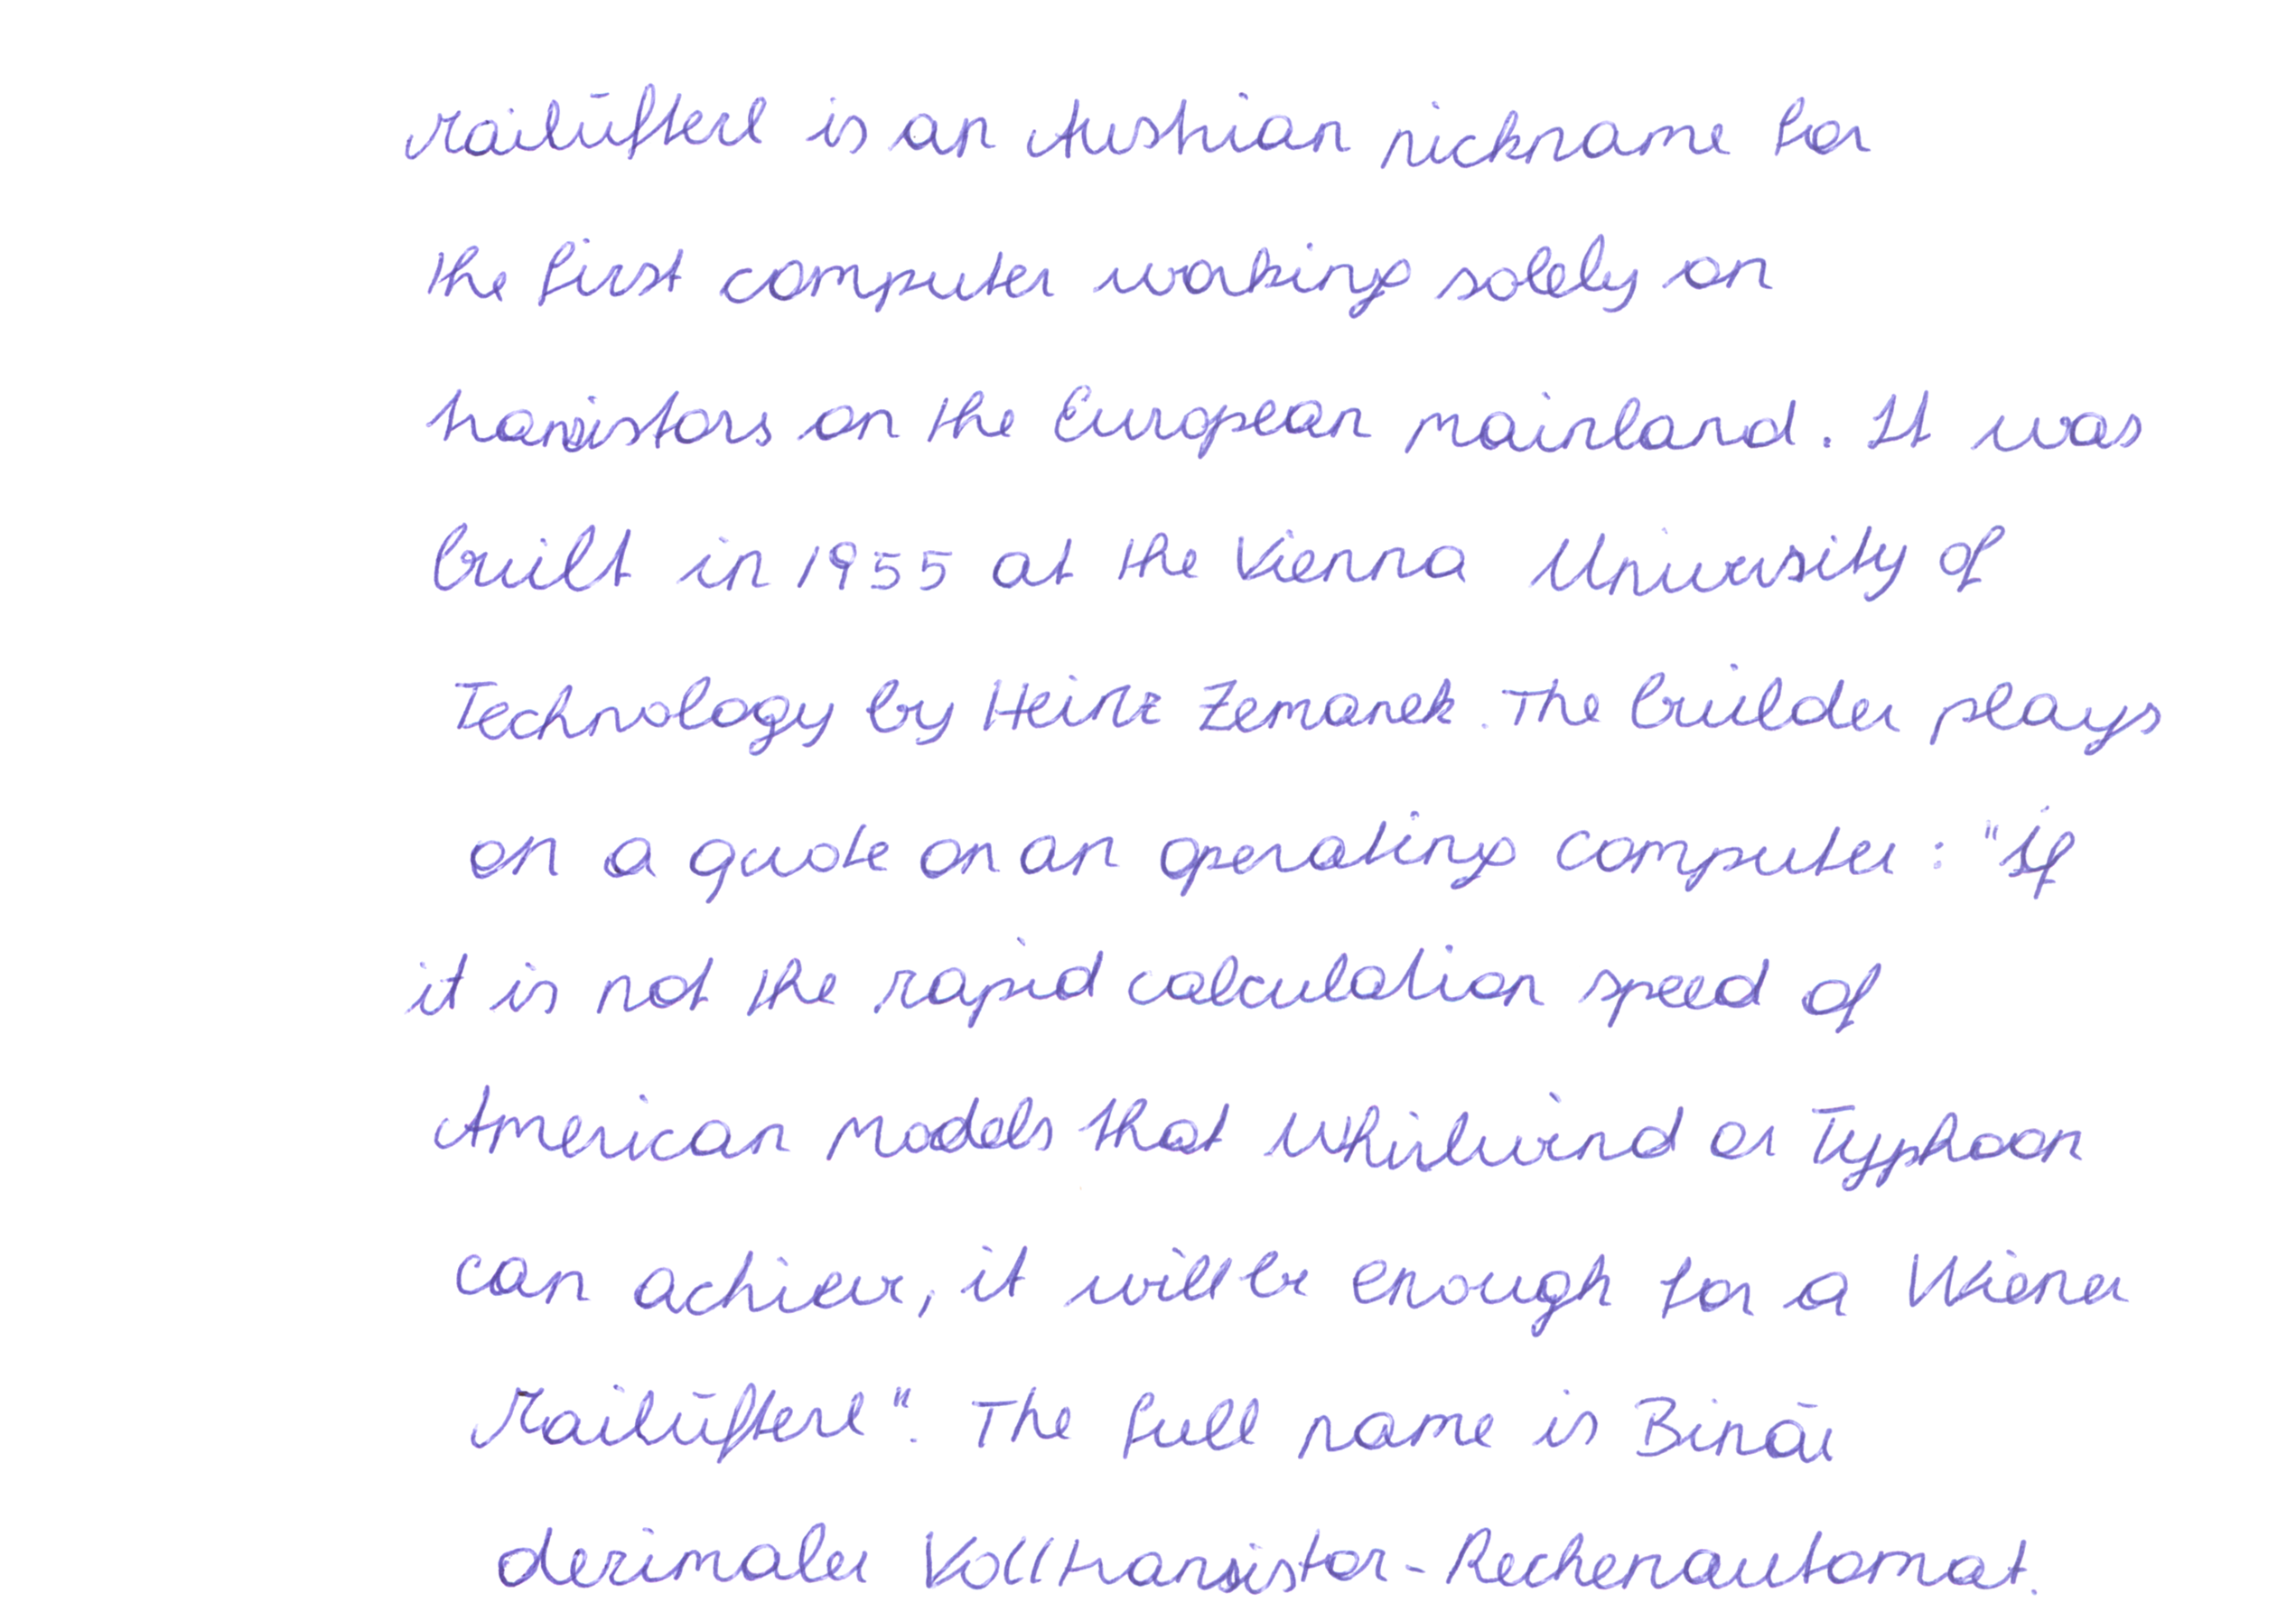 Mailüfterl is an Austrian nickname for
the first computer working solely on
transistors on the European mainland. It was
built in 1955 at the Vienna University of
Technology by Heinz Zemanek. The builder plays
on a quote on an operating computer: "If
it is not the rapid calculation speed of
American models that Whirlwind or Typhoon
can achieve, it will be enough for a Wiener
Mailüfterl". The full name is Binär
dezimaler Volltransistor-Rechenautomat.